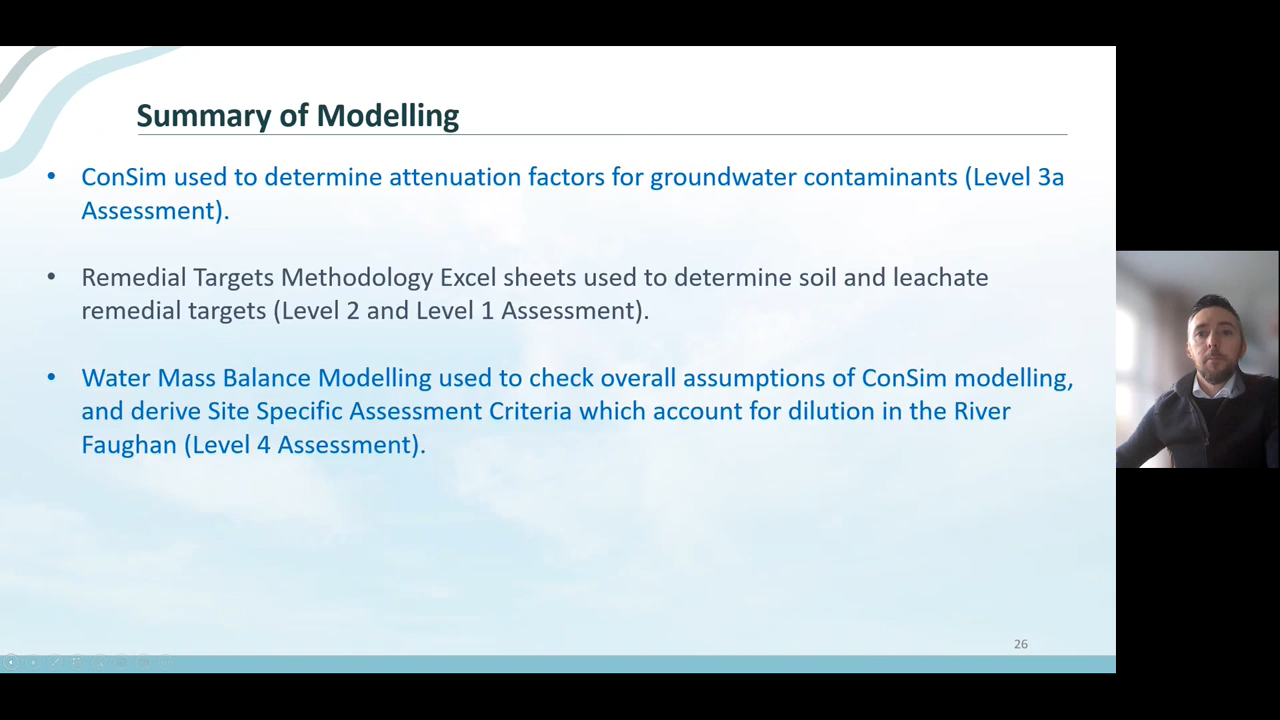 Summary of Modelling
• ConSim used to determine attenuation factors for groundwater contaminants (Level 3a
Assessment).
• Remedial Targets Methodology Excel sheets used to determine soil and leachate
remedial targets (Level 2 and Level 1 Assessment).
• Water Mass Balance Modelling used to check overall assumptions of ConSim modelling,
and derive Site Specific Assessment Criteria which account for dilution in the River
Faughan (Level 4 Assessment).
26